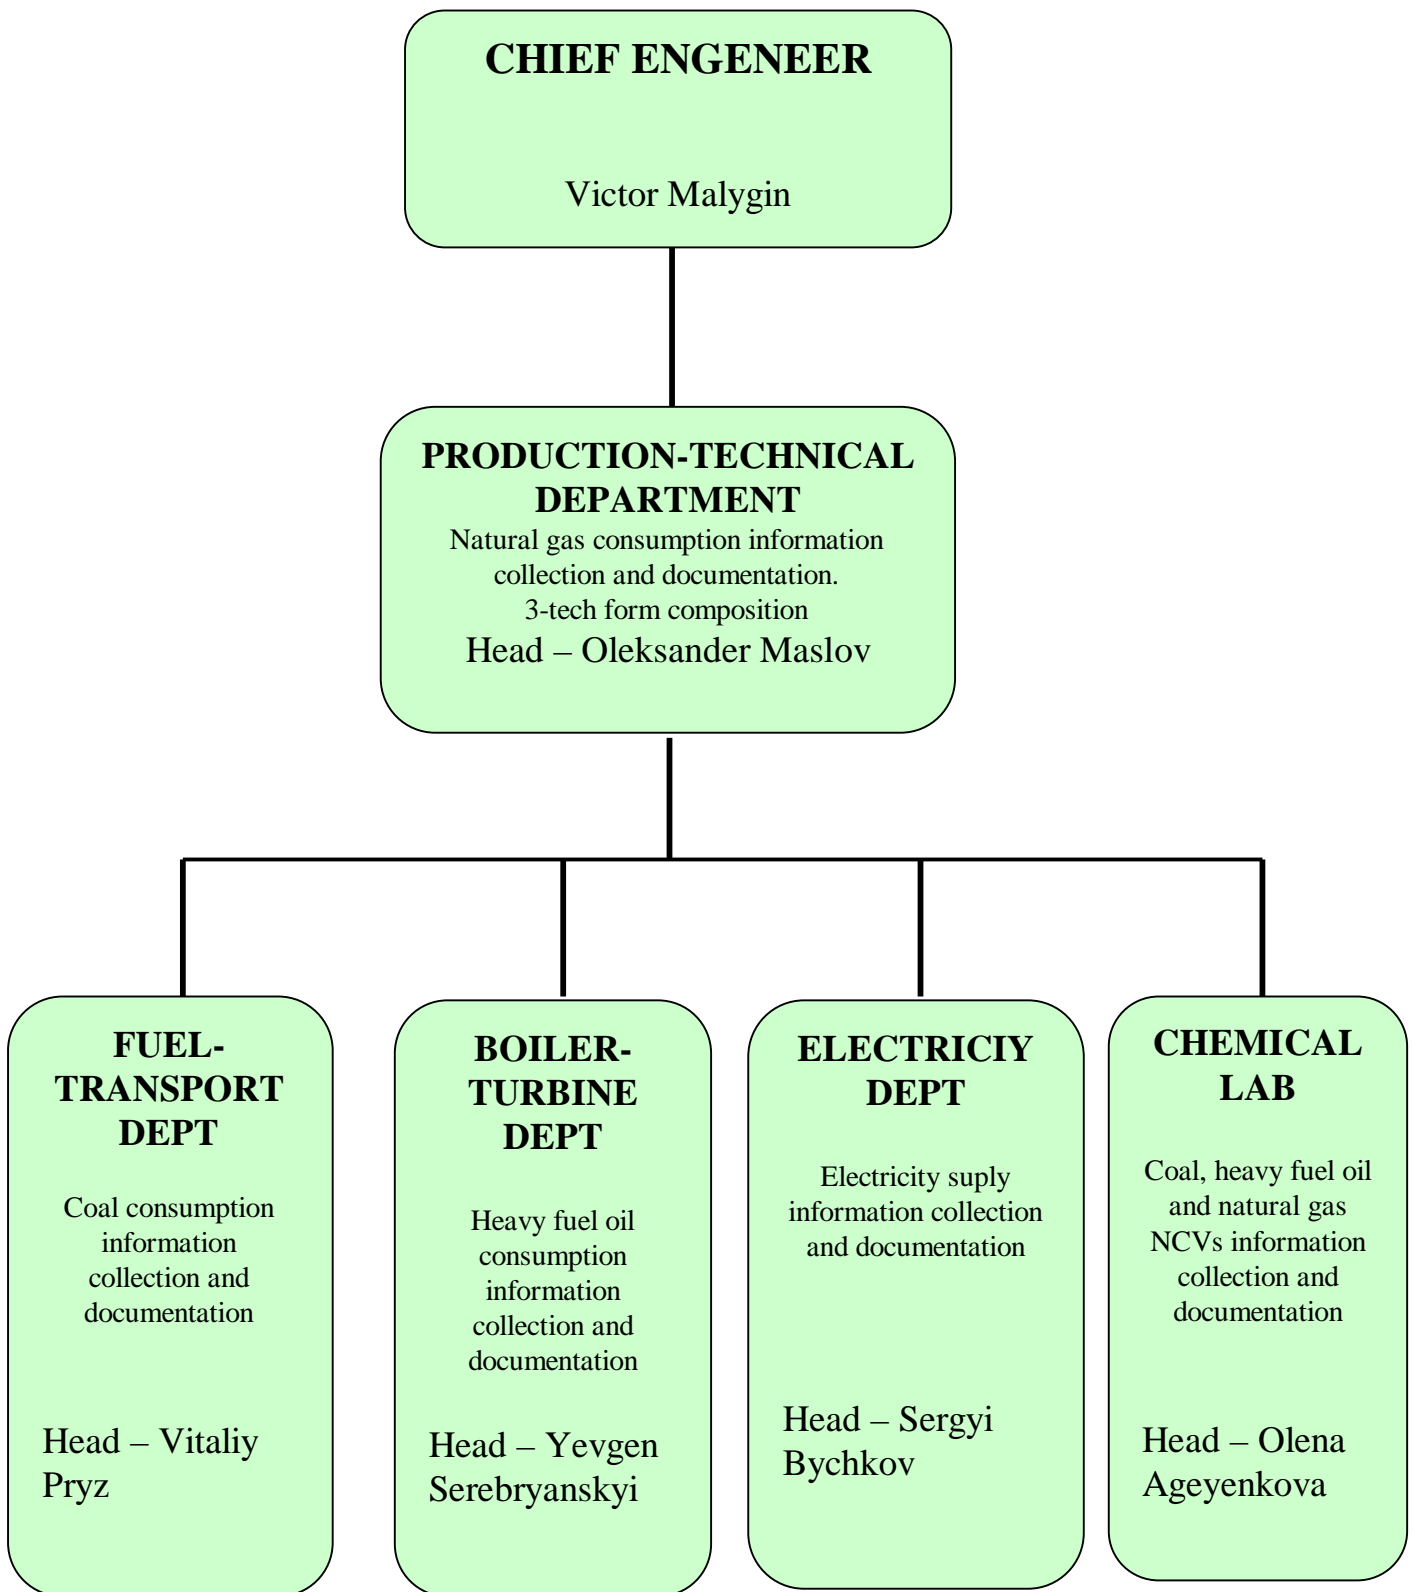 CHIEF ENGENEER
Victor Malygin
PRODUCTION-TECHNICAL
DEPARTMENT
Natural gas consumption information
collection and documentation.
3-tech form composition
Head – Oleksander Maslov
FUEL-
TRANSPORT
DEPT
Coal consumption
information
collection and
documentation
Head – Vitaliy
Pryz
BOILER-
TURBINE
DEPT
Heavy fuel oil
consumption
information
collection and
documentation
Head – Yevgen
Serebryanskyi
ELECTRICIY
DEPT
Electricity suply
information collection
and documentation
Head – Sergyi
Bychkov
CHEMICAL
LAB
Coal, heavy fuel oil
and natural gas
NCVs information
collection and
documentation
Head – Olena
Ageyenkova